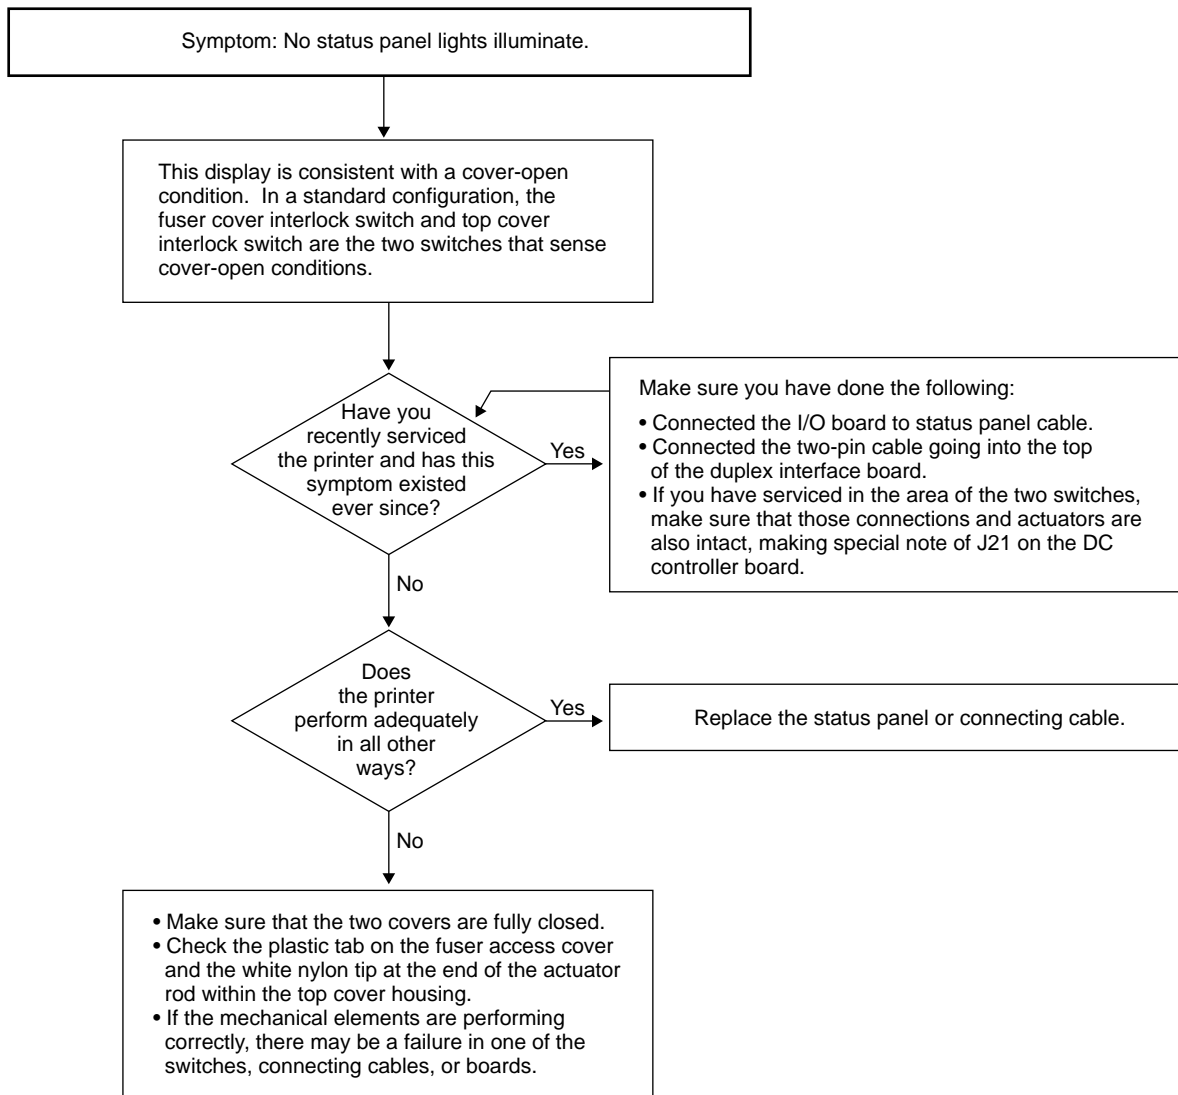 Symptom: No status panel lights illuminate.
This display is consistent with a cover-open
condition.  In a standard configuration, the
fuser cover interlock switch and top cover
interlock switch are the two switches that sense
cover-open conditions.
Have you
recently serviced
the printer and has this
symptom existed
ever since?
Yes
Make sure you have done the following:
• Connected the I/O board to status panel cable.
• Connected the two-pin cable going into the top
of the duplex interface board.
• If you have serviced in the area of the two switches,
make sure that those connections and actuators are
also intact, making special note of J21 on the DC
controller board.
No
Does
the printer
perform adequately
in all other
ways?
Yes
Replace the status panel or connecting cable.
No
• Make sure that the two covers are fully closed.
• Check the plastic tab on the fuser access cover
and the white nylon tip at the end of the actuator
rod within the top cover housing.
• If the mechanical elements are performing
correctly, there may be a failure in one of the
switches, connecting cables, or boards.